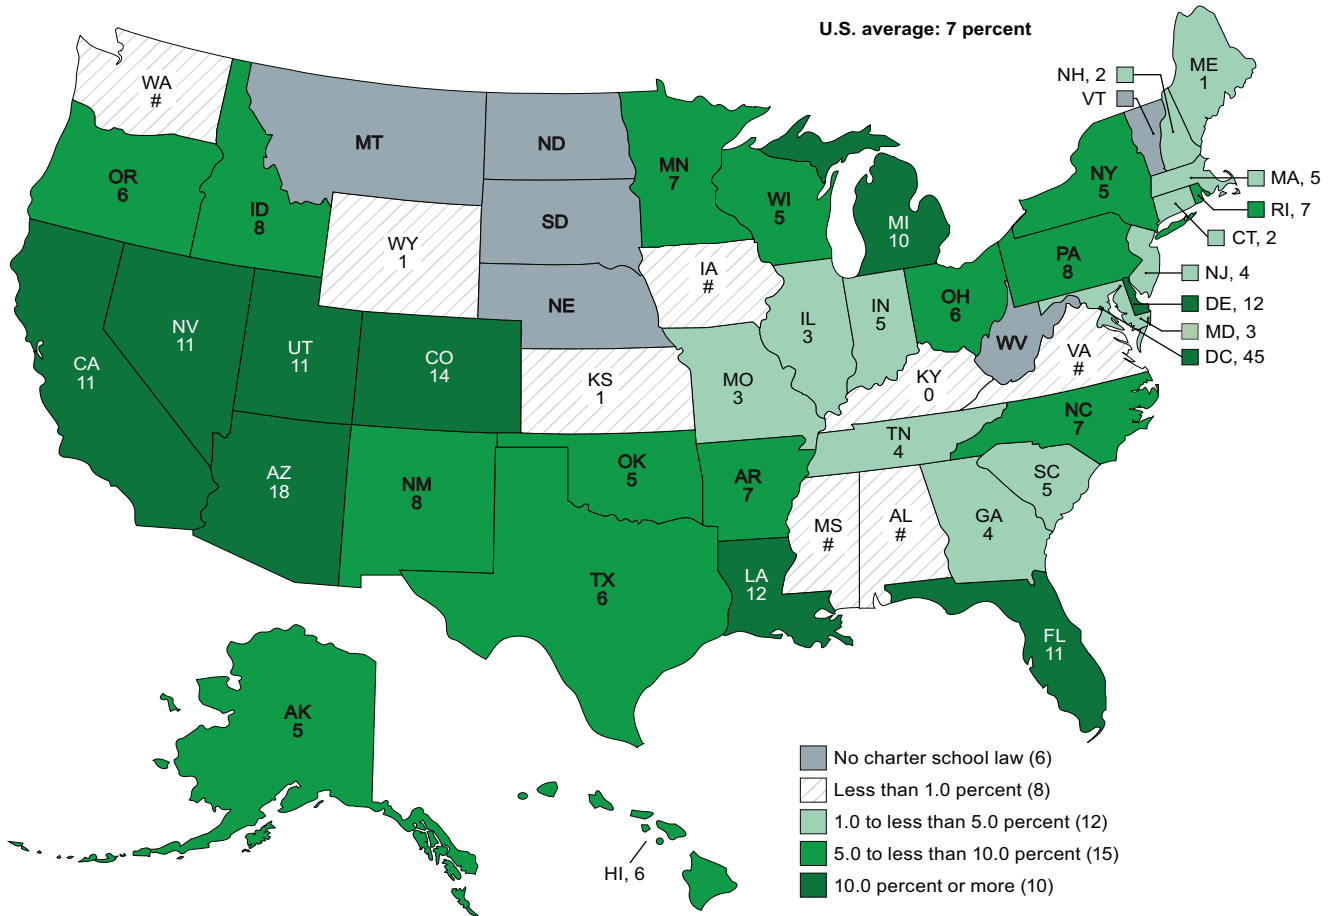 U.S. average: 7 percent
WA
#
OR
6
ID
8
MT
ND
SD
NE
WY
1
MN
7
WI
5
MI
10
IA
#
NY
5
PA
8
ME
1
NH, 2
VT
MA, 5
RI, 7
CT, 2
NJ, 4
DE, 12
MD, 3
DC, 45
CA
11
NV
11
UT
11
CO
14
KS
1
MO
3
IL
3
IN
5
OH
6
WV
VA
#
KY
0
NC
7
TN
4
SC
5
AZ
18
NM
8
OK
5
AR
7
MS
#
AL
#
GA
4
TX
6
LA
12
FL
11
AK
5
HI, 6
No charter school law (6)
Less than 1.0 percent (8)
1.0 to less than 5.0 percent (12)
5.0 to less than 10.0 percent (15)
10.0 percent or more (10)